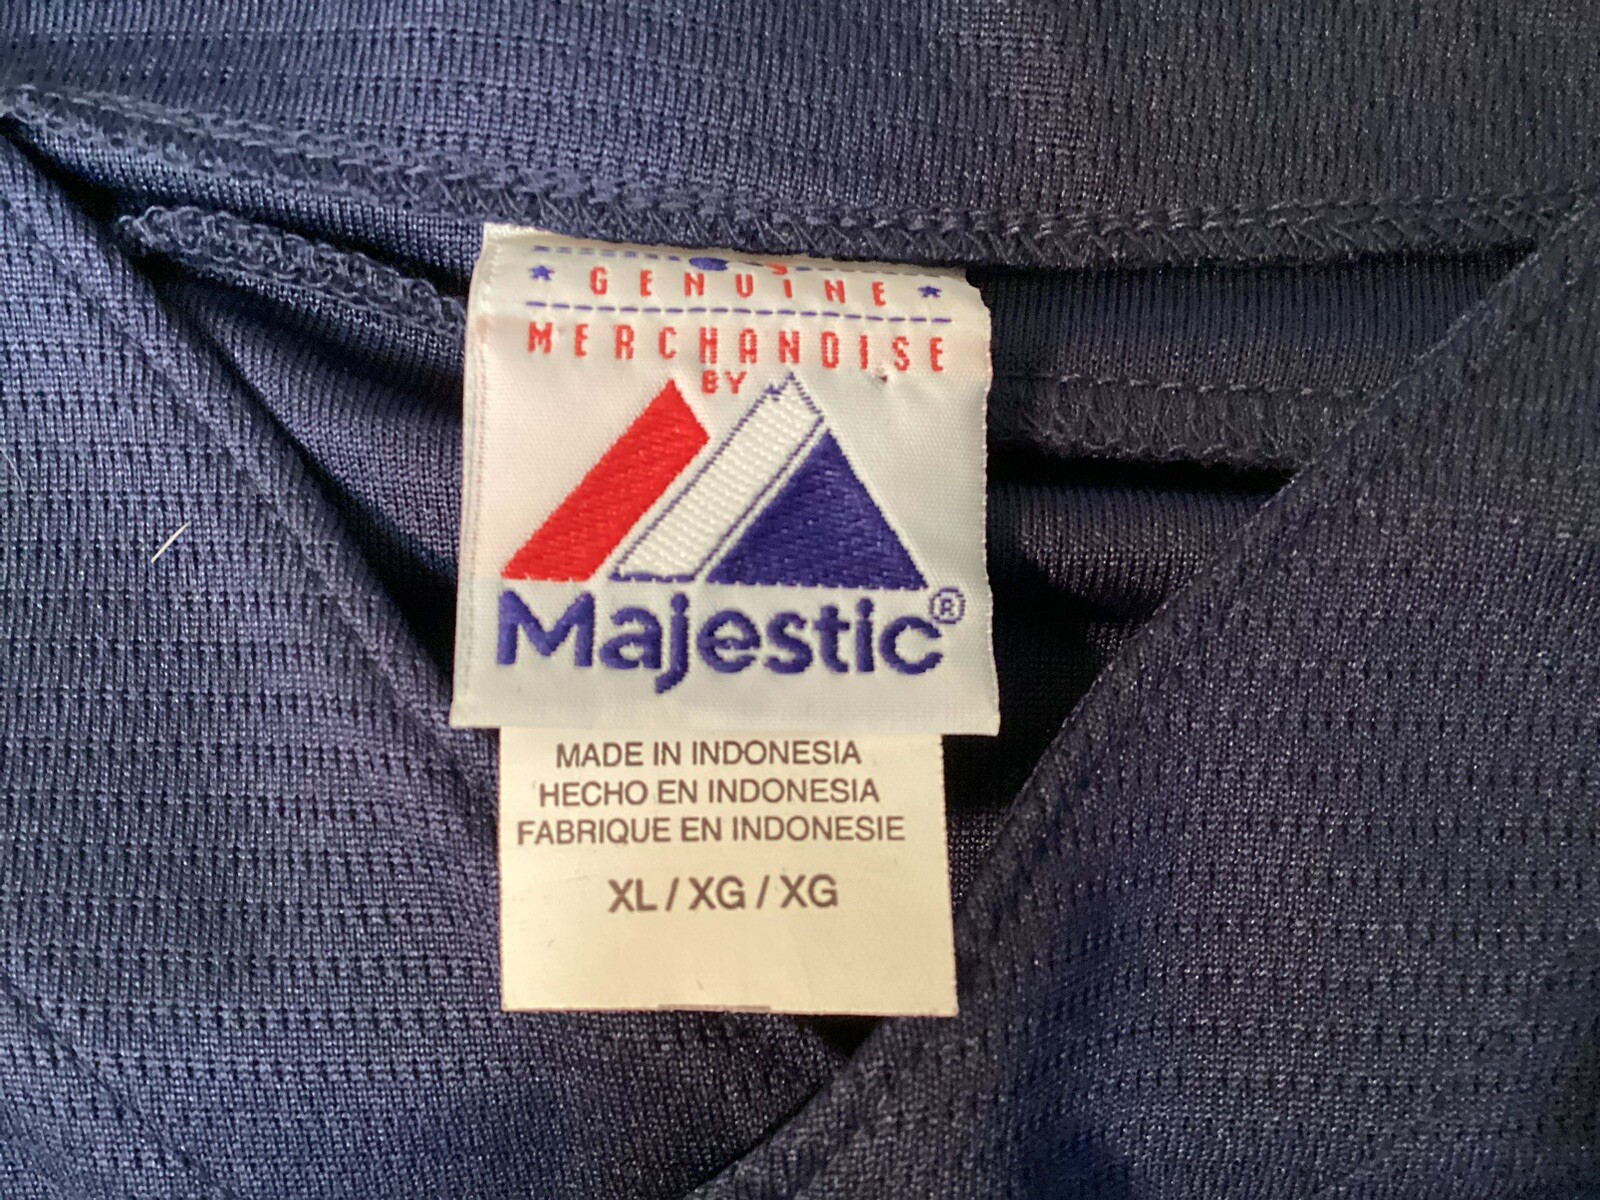 GENUINE
MERCHANDISE
BY
Majestic®
MADE IN INDONESIA
HECHO EN INDONESIA
FABRIQUE EN INDONESIE
XL / XG / XG